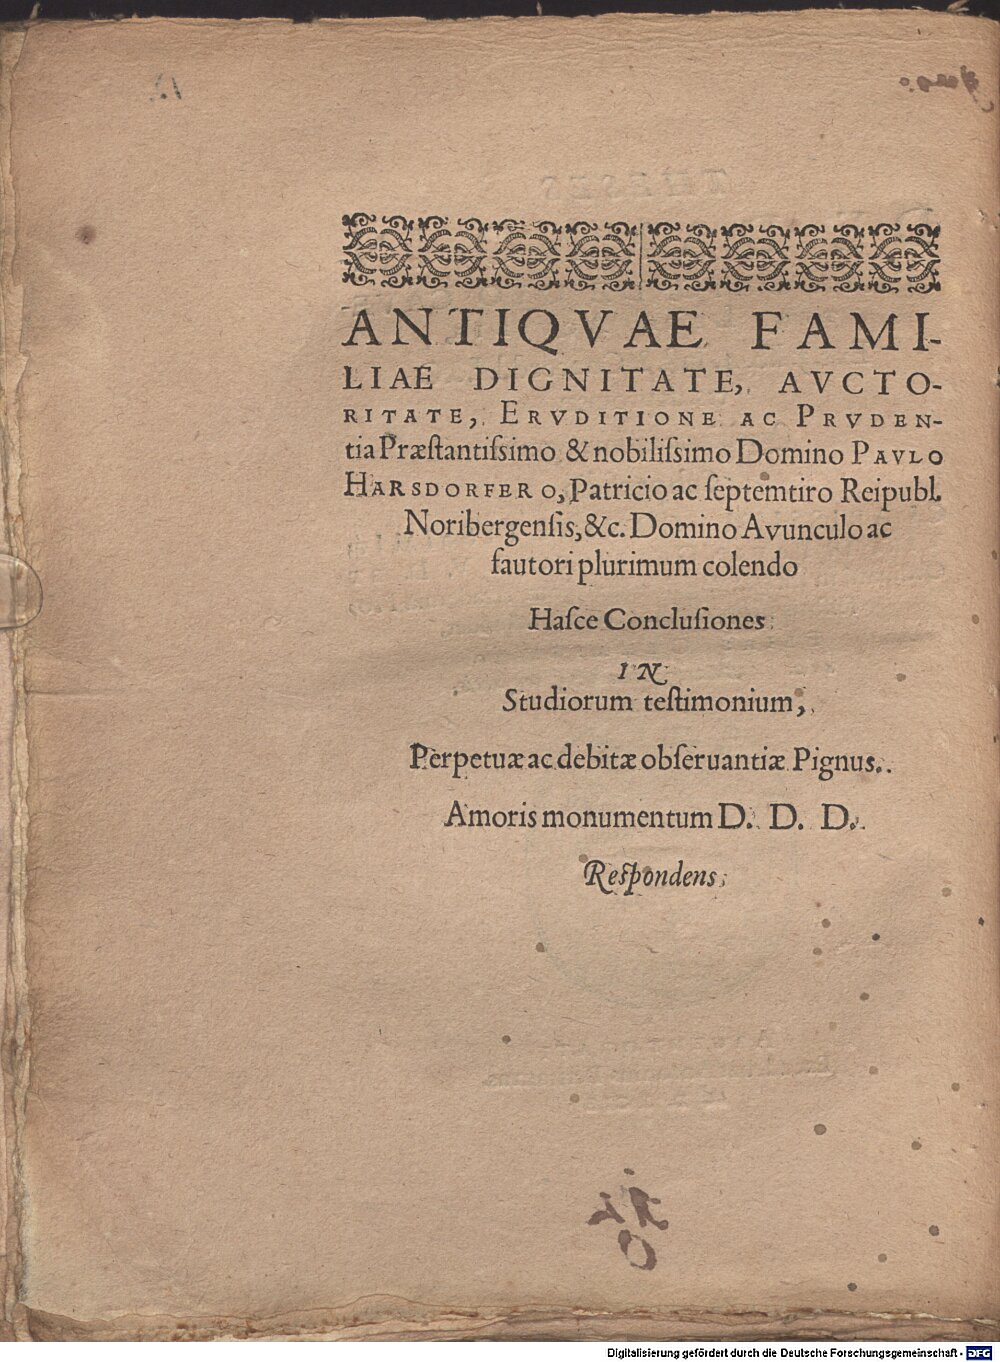 ANTIQVAE FAMI-
LIAE DIGNITATE, AVCTO-
RITATE, ERVDITIONE AC PRVDEN-
tia Præſtantiſsimo & nobiliſsimo Domino PAVLO
HARSDORFERO, Patricio ac ſeptemtiro Reipubl.
Noribergenſis, &c. Domino Avunculo ac
fautori plurimum colendo
Haſce Concluſiones
IN
Studiorum teſtimonium,
Perpetuæ ac debitæ obſeruantiæ Pignus.
Amoris monumentum D. D. D.
Reſpondens,
Digitalisierung gefördert durch die Deutsche Forschungsgemeinschaft - DFG